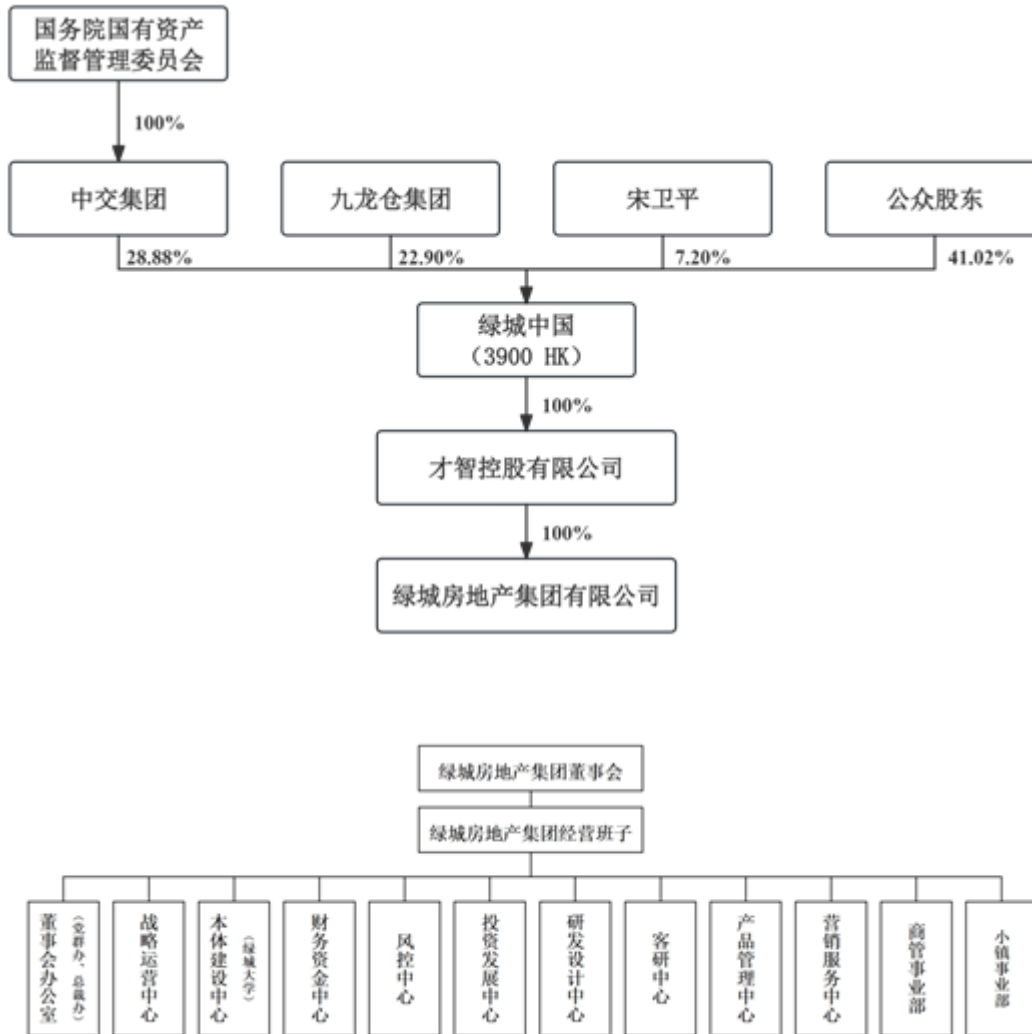 国务院国有资产
监督管理委员会
100%
中交集团
九龙仓集团
宋卫平
公众股东
28.88%
22.90%
7.20%
41.02%
绿城中国
（3900 HK）
100%
才智控股有限公司
100%
绿城房地产集团有限公司
绿城房地产集团董事会
绿城房地产集团经营班子
董事会办公室
（党群办、总裁办）
战略运营中心
本体建设中心
（绿城大学）
财务资金中心
风控中心
投资发展中心
研发设计中心
客研中心
产品管理中心
营销服务中心
商管事业部
小镇事业部